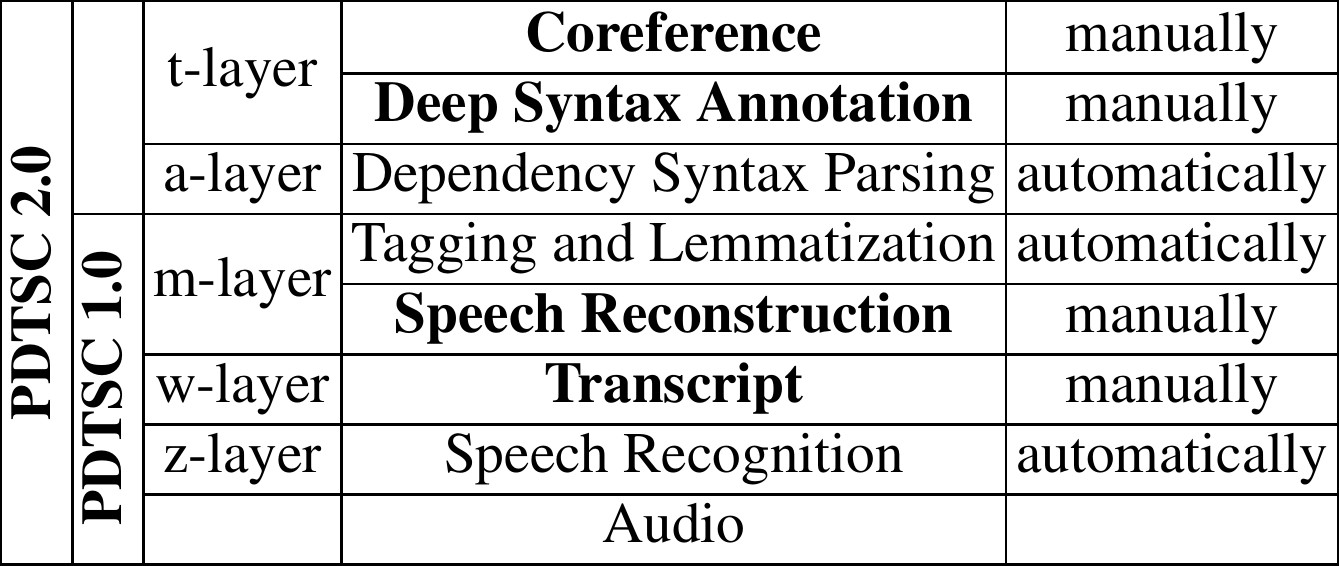 PDTSC 2.0
PDTSC 1.0
t-layer
Coreference manually
Deep Syntax Annotation manually
a-layer Dependency Syntax Parsing automatically
m-layer
Tagging and Lemmatization automatically
Speech Reconstruction manually
w-layer Transcript manually
z-layer Speech Recognition automatically
Audio